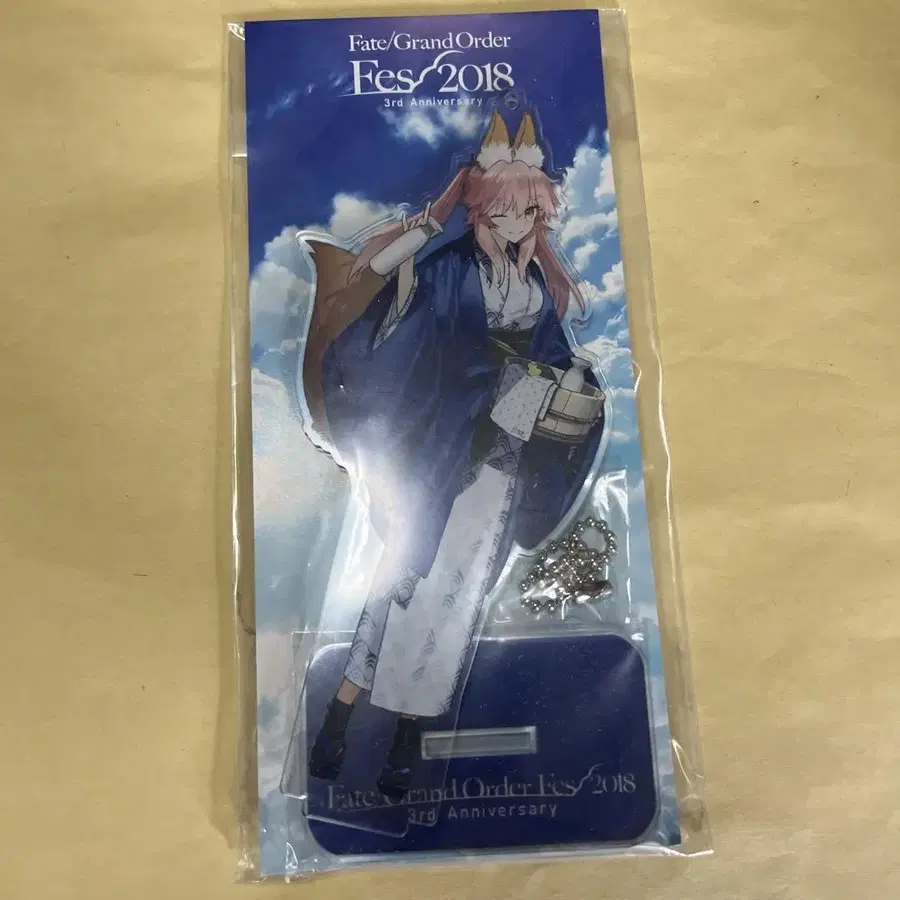 Fate/Grand Order
Fes 2018
3rd Anniversary
Fate/Grand Order Fes 2018
3rd Anniversary